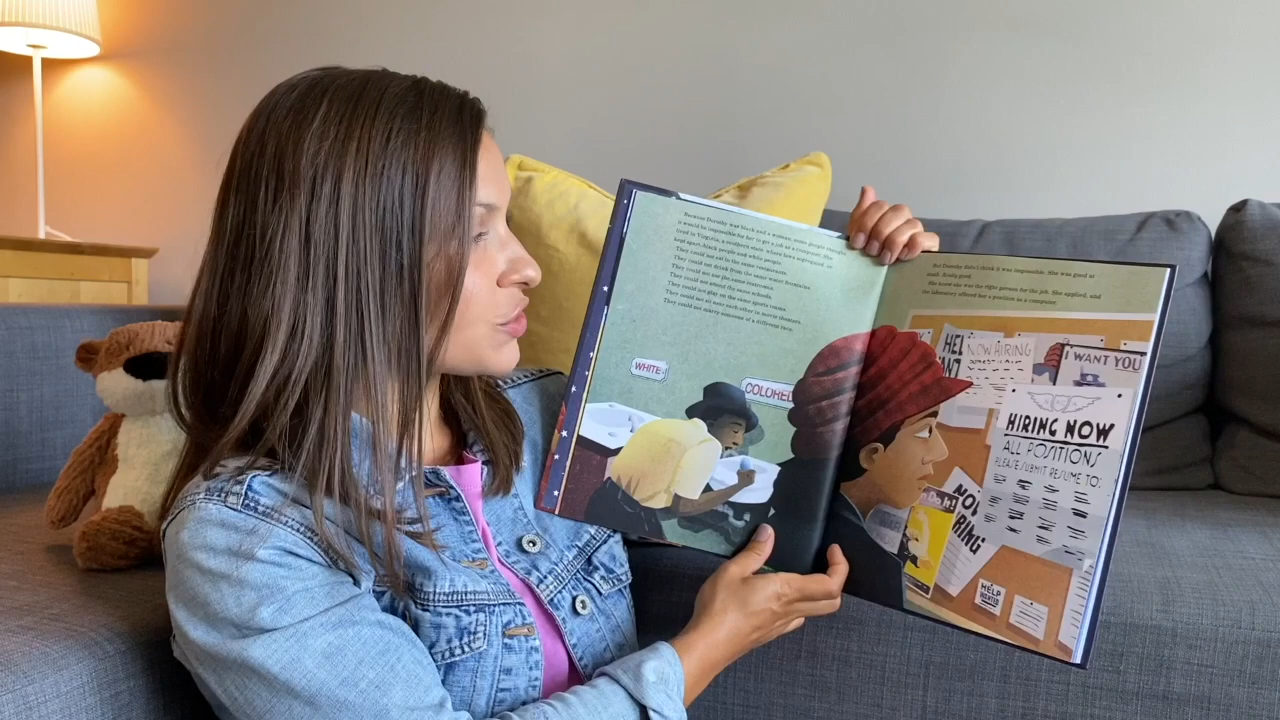 Because Dorothy was black and a woman, some people thought
it would be impossible for her to get a job as a computer. She
lived in Virginia, a southern state, where laws segregated, or
kept apart, black people and white people.
They could not eat in the same restaurants.
They could not drink from the same water fountains.
They could not use the same restrooms.
They could not attend the same schools.
They could not play on the same sports teams.
They could not sit near each other in movie theaters.
They could not marry someone of a different race.
WHITE
COLORED
But Dorothy didn't think it was impossible. She was good at
math. Really good.
She knew she was the right person for the job. She applied, and
the laboratory offered her a position as a computer.
HEL
NOW HIRING
I WANT YOU
HIRING NOW
ALL POSITIONS
PLEASE SUBMIT RESUME TO:
Do It!
NOW
HIRING
HELP
WANTED